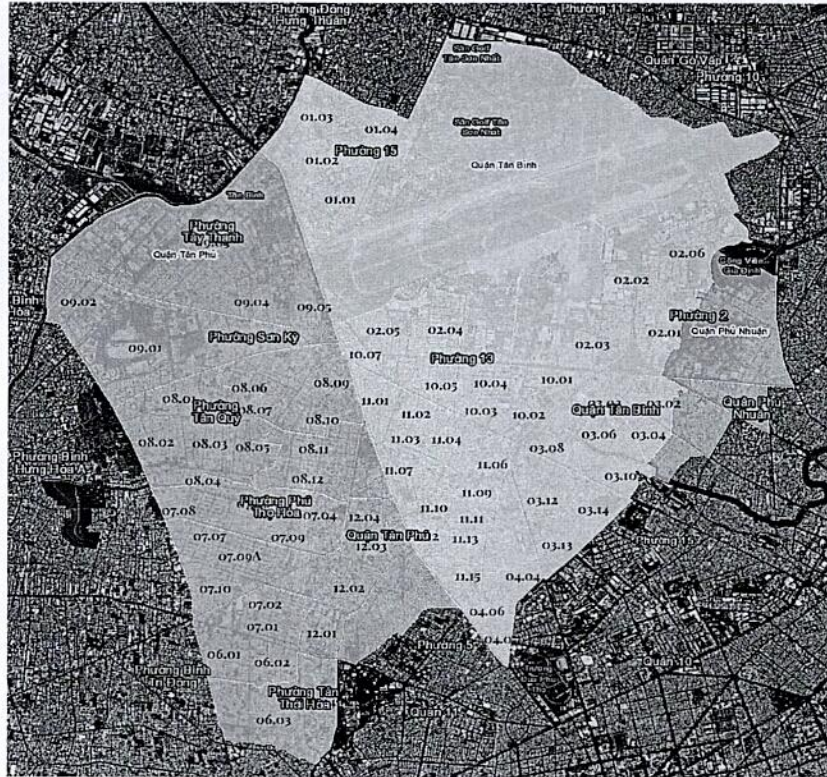 Phường Đông
Hưng Thuận
Sân Golf
Tân Sơn Nhất
Quận Gò Vấp
Phường 10
01.03
01.04
Sân Golf Tân
Sơn Nhất
Phường 15
01.02
Quận Tân Bình
01.01
Tân Bình
Phường
Tây Thạnh
Quận Tân Phú
02.06
Công Viên
Gia Định
02.02
09.02
09.04
09.05
Phường 2
02.05
02.04
02.01
Quận Phú Nhuận
Phường Sơn Kỳ
09.01
02.03
10.07
Phường 13
08.09
10.05
10.04
10.01
08.06
08.01
Phường
Tân Quý
08.07
11.01
11.02
10.03
10.02
Quận Tân Bình
Quận Phú
Nhuận
08.10
08.02
08.03
08.05
08.11
11.03
11.04
03.08
03.06
03.04
Phường Bình
Hưng Hòa A
11.07
11.06
08.04
08.12
03.10
11.09
Phường Phú
Thọ Hòa
03.12
07.08
07.04
12.04
11.10
11.11
03.14
07.07
07.09
Quận Tân Phú
12.03
11.13
03.13
07.09A
07.10
12.02
11.15
04.04
07.02
04.06
07.01
12.01
Phường 5
06.01
06.02
Quận 10
Phường Tân
Thới Hòa
06.03